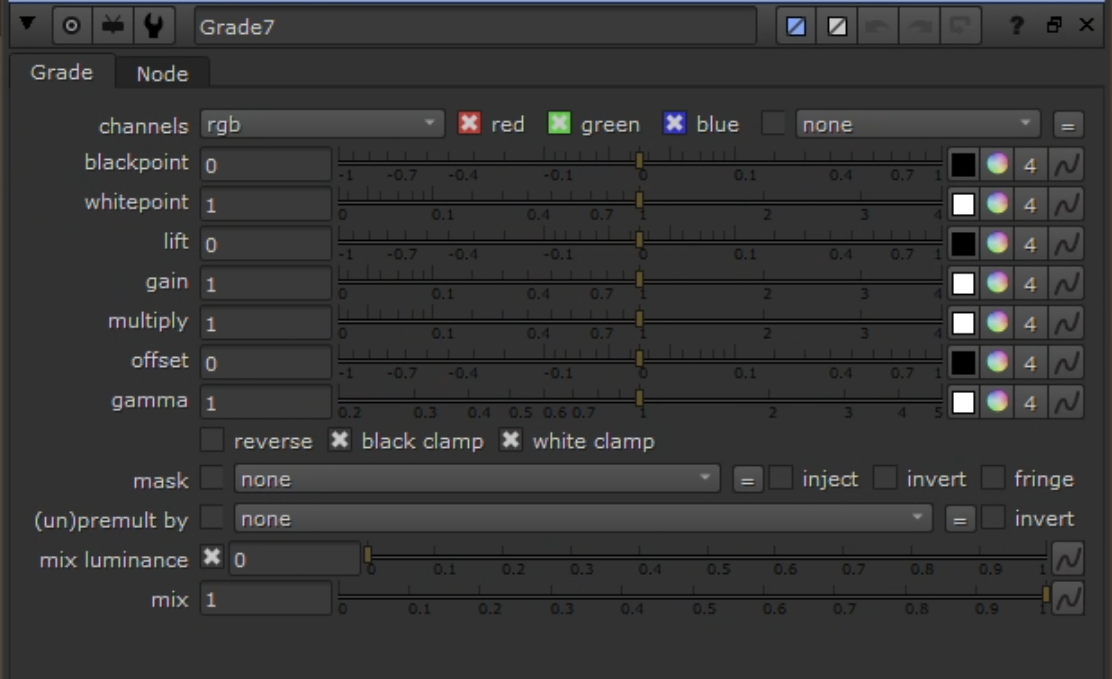 Grade7 ?
Grade Node
channels rgb red green blue none =
blackpoint 0 -1 -0.7 -0.4 -0.1 0 0.1 0.4 0.7 1 4
whitepoint 1 0 0.1 0.4 0.7 1 2 3 4 4
lift 0 -1 -0.7 -0.4 -0.1 0 0.1 0.4 0.7 1 4
gain 1 0 0.1 0.4 0.7 1 2 3 4 4
multiply 1 0 0.1 0.4 0.7 1 2 3 4 4
offset 0 -1 -0.7 -0.4 -0.1 0 0.1 0.4 0.7 1 4
gamma 1 0.2 0.3 0.4 0.5 0.6 0.7 1 2 3 4 5 4
reverse black clamp white clamp
mask none = inject invert fringe
(un)premult by none = invert
mix luminance 0 0 0.1 0.2 0.3 0.4 0.5 0.6 0.7 0.8 0.9 1
mix 1 0 0.1 0.2 0.3 0.4 0.5 0.6 0.7 0.8 0.9 1